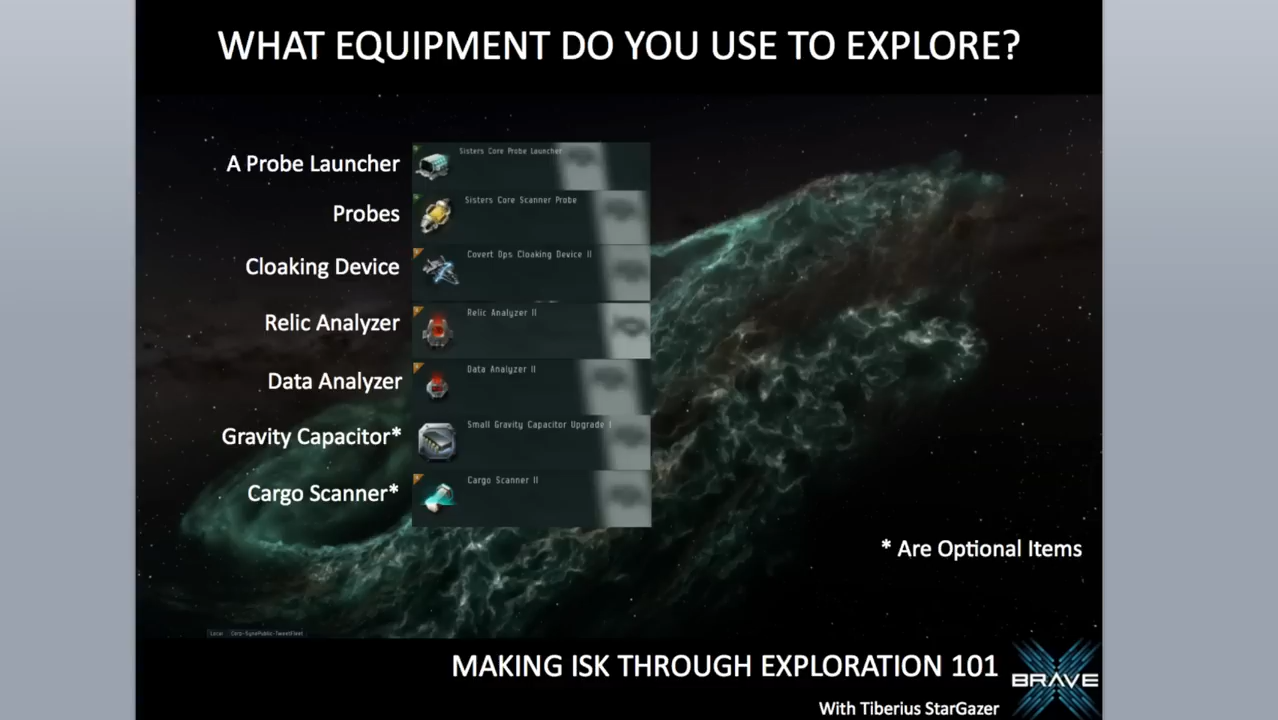 WHAT EQUIPMENT DO YOU USE TO EXPLORE?
A Probe Launcher
Sisters Core Probe Launcher
Probes
Sisters Core Scanner Probe
Cloaking Device
Covert Ops Cloaking Device II
Relic Analyzer
Relic Analyzer II
Data Analyzer
Data Analyzer II
Gravity Capacitor*
Small Gravity Capacitor Upgrade I
Cargo Scanner*
Cargo Scanner II
* Are Optional Items
Local
MAKING ISK THROUGH EXPLORATION 101
BRAVE
With Tiberius StarGazer